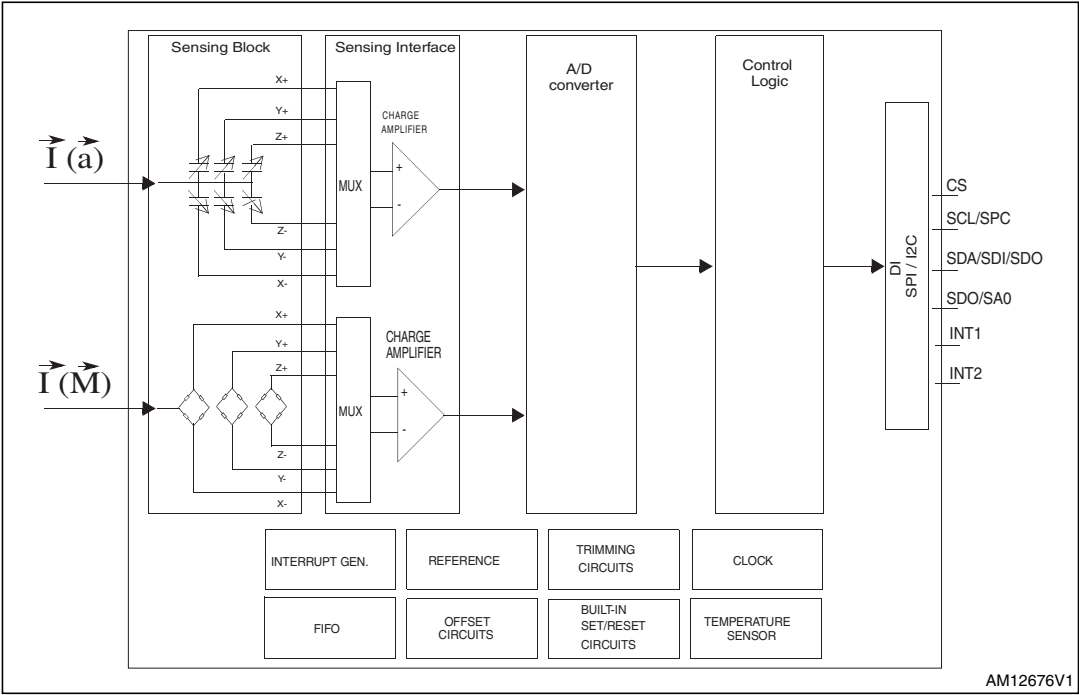 Sensing Block
Sensing Interface
A/D
converter
Control
Logic
X+
Y+
Z+
I (a)
Z-
Y-
X-
MUX
CHARGE
AMPLIFIER
+
-
X+
Y+
Z+
I (M)
Z-
Y-
X-
MUX
CHARGE
AMPLIFIER
+
-
DI
SPI / I2C
CS
SCL/SPC
SDA/SDI/SDO
SDO/SA0
INT1
INT2
INTERRUPT GEN.
REFERENCE
TRIMMING
CIRCUITS
CLOCK
FIFO
OFFSET
CIRCUITS
BUILT-IN
SET/RESET
CIRCUITS
TEMPERATURE
SENSOR
AM12676V1